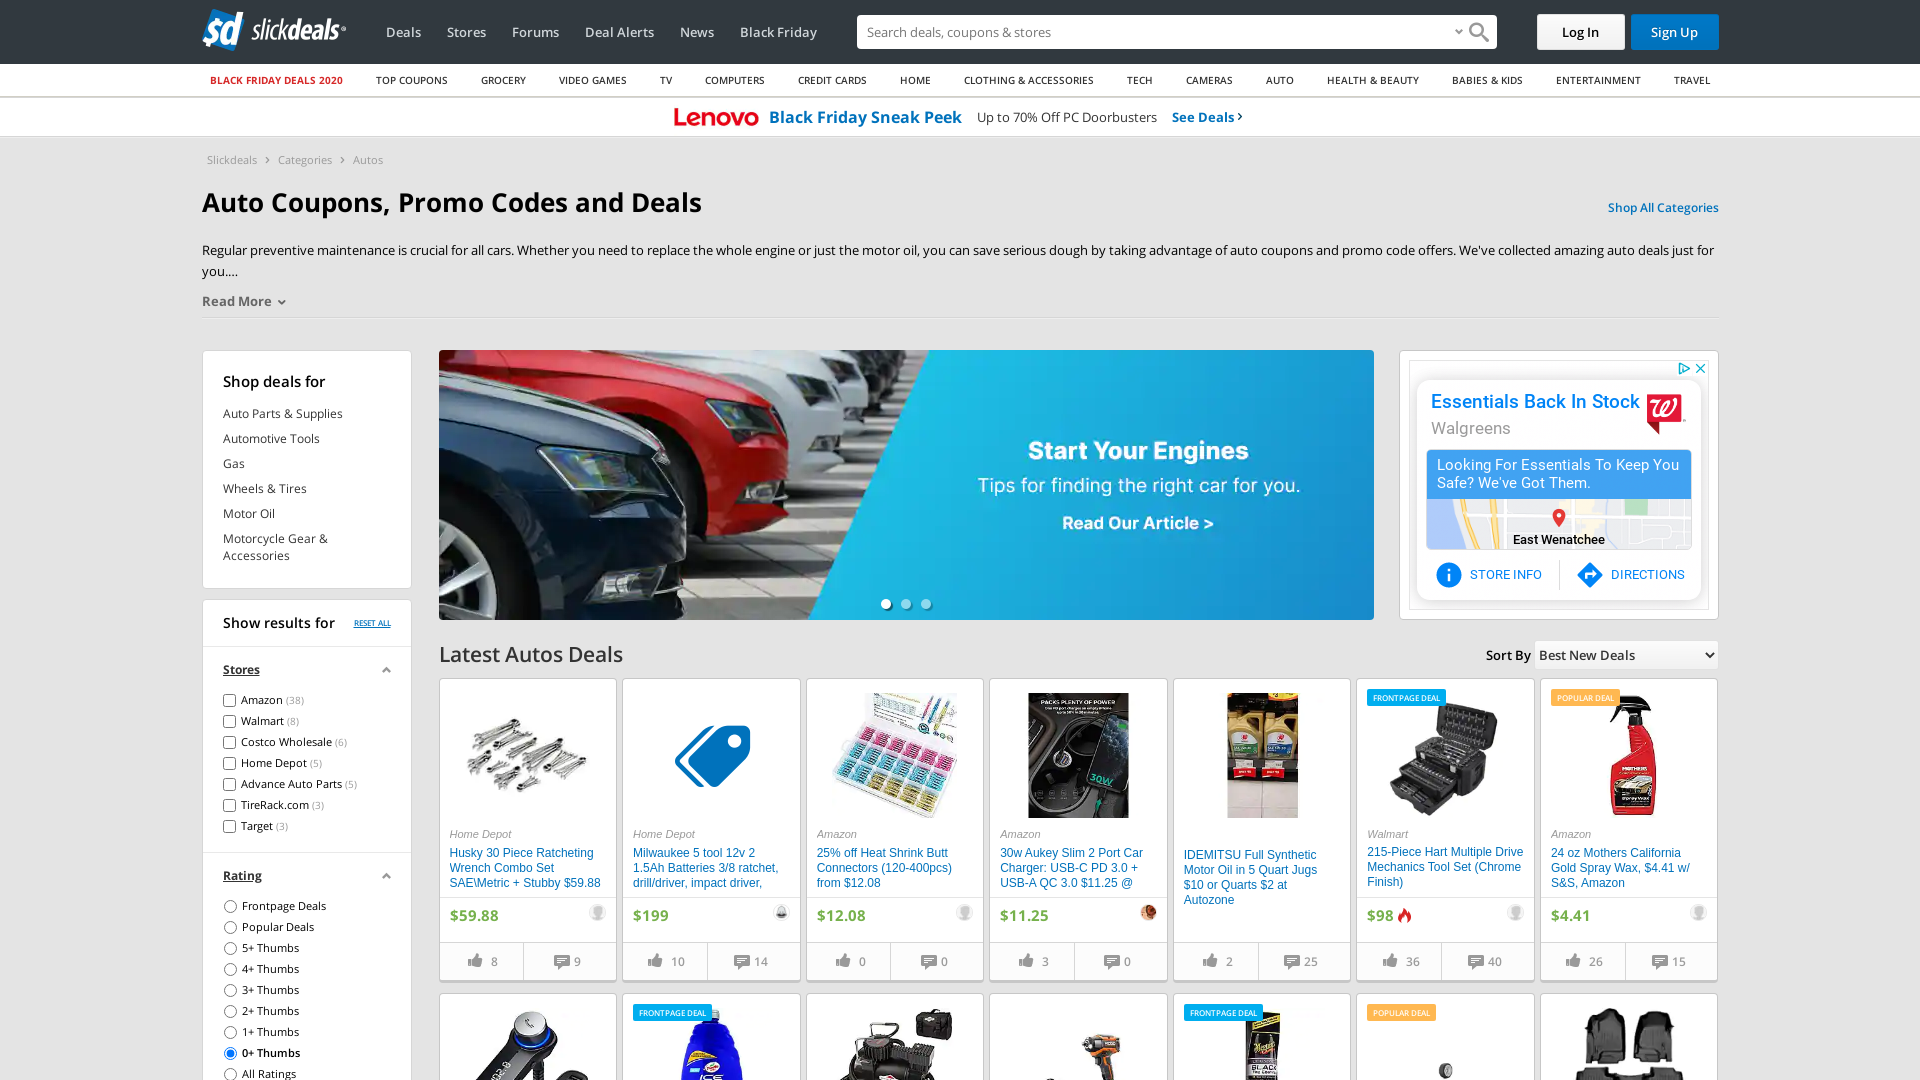 sd slickdeals
Deals
Stores
Forums
Deal Alerts
News
Black Friday
Search deals, coupons & stores
Log In
Sign Up
BLACK FRIDAY DEALS 2020
TOP COUPONS
GROCERY
VIDEO GAMES
TV
COMPUTERS
CREDIT CARDS
HOME
CLOTHING & ACCESSORIES
TECH
CAMERAS
AUTO
HEALTH & BEAUTY
BABIES & KIDS
ENTERTAINMENT
TRAVEL
Lenovo Black Friday Sneak Peek Up to 70% Off PC Doorbusters See Deals
Slickdeals > Categories > Autos
Auto Coupons, Promo Codes and Deals
Shop All Categories
Regular preventive maintenance is crucial for all cars. Whether you need to replace the whole engine or just the motor oil, you can save serious dough by taking advantage of auto coupons and promo code offers. We've collected amazing auto deals just for
you....
Read More
Shop deals for
Auto Parts & Supplies
Automotive Tools
Gas
Wheels & Tires
Motor Oil
Motorcycle Gear &
Accessories
Show results for
RESET ALL
Stores
Amazon (38)
Walmart (8)
Costco Wholesale (6)
Home Depot (5)
Advance Auto Parts (5)
TireRack.com (3)
Target (3)
Rating
Frontpage Deals
Popular Deals
5+ Thumbs
4+ Thumbs
3+ Thumbs
2+ Thumbs
1+ Thumbs
0+ Thumbs
All Ratings
Start Your Engines
Tips for finding the right car for you.
Read Our Article >
Essentials Back In Stock
Walgreens
Looking For Essentials To Keep You
Safe? We've Got Them.
East Wenatchee
STORE INFO
DIRECTIONS
Latest Autos Deals
Sort By Best New Deals
Home Depot
Husky 30 Piece Ratcheting
Wrench Combo Set
SAE\Metric + Stubby $59.88
$59.88
8
9
Home Depot
Milwaukee 5 tool 12v 2
1.5Ah Batteries 3/8 ratchet,
drill/driver, impact driver,
$199
10
14
Amazon
25% off Heat Shrink Butt
Connectors (120-400pcs)
from $12.08
$12.08
0
0
PACKS PLENTY OF POWER
30W
Amazon
30w Aukey Slim 2 Port Car
Charger: USB-C PD 3.0 +
USB-A QC 3.0 $11.25 @
$11.25
3
0
IDEMITSU Full Synthetic
Motor Oil in 5 Quart Jugs
$10 or Quarts $2 at
Autozone
2
25
FRONTPAGE DEAL
Walmart
215-Piece Hart Multiple Drive
Mechanics Tool Set (Chrome
Finish)
$98
36
40
POPULAR DEAL
MOTHERS
Amazon
24 oz Mothers California
Gold Spray Wax, $4.41 w/
S&S, Amazon
$4.41
26
15
FRONTPAGE DEAL
ICE
FRONTPAGE DEAL
BLACK
POPULAR DEAL